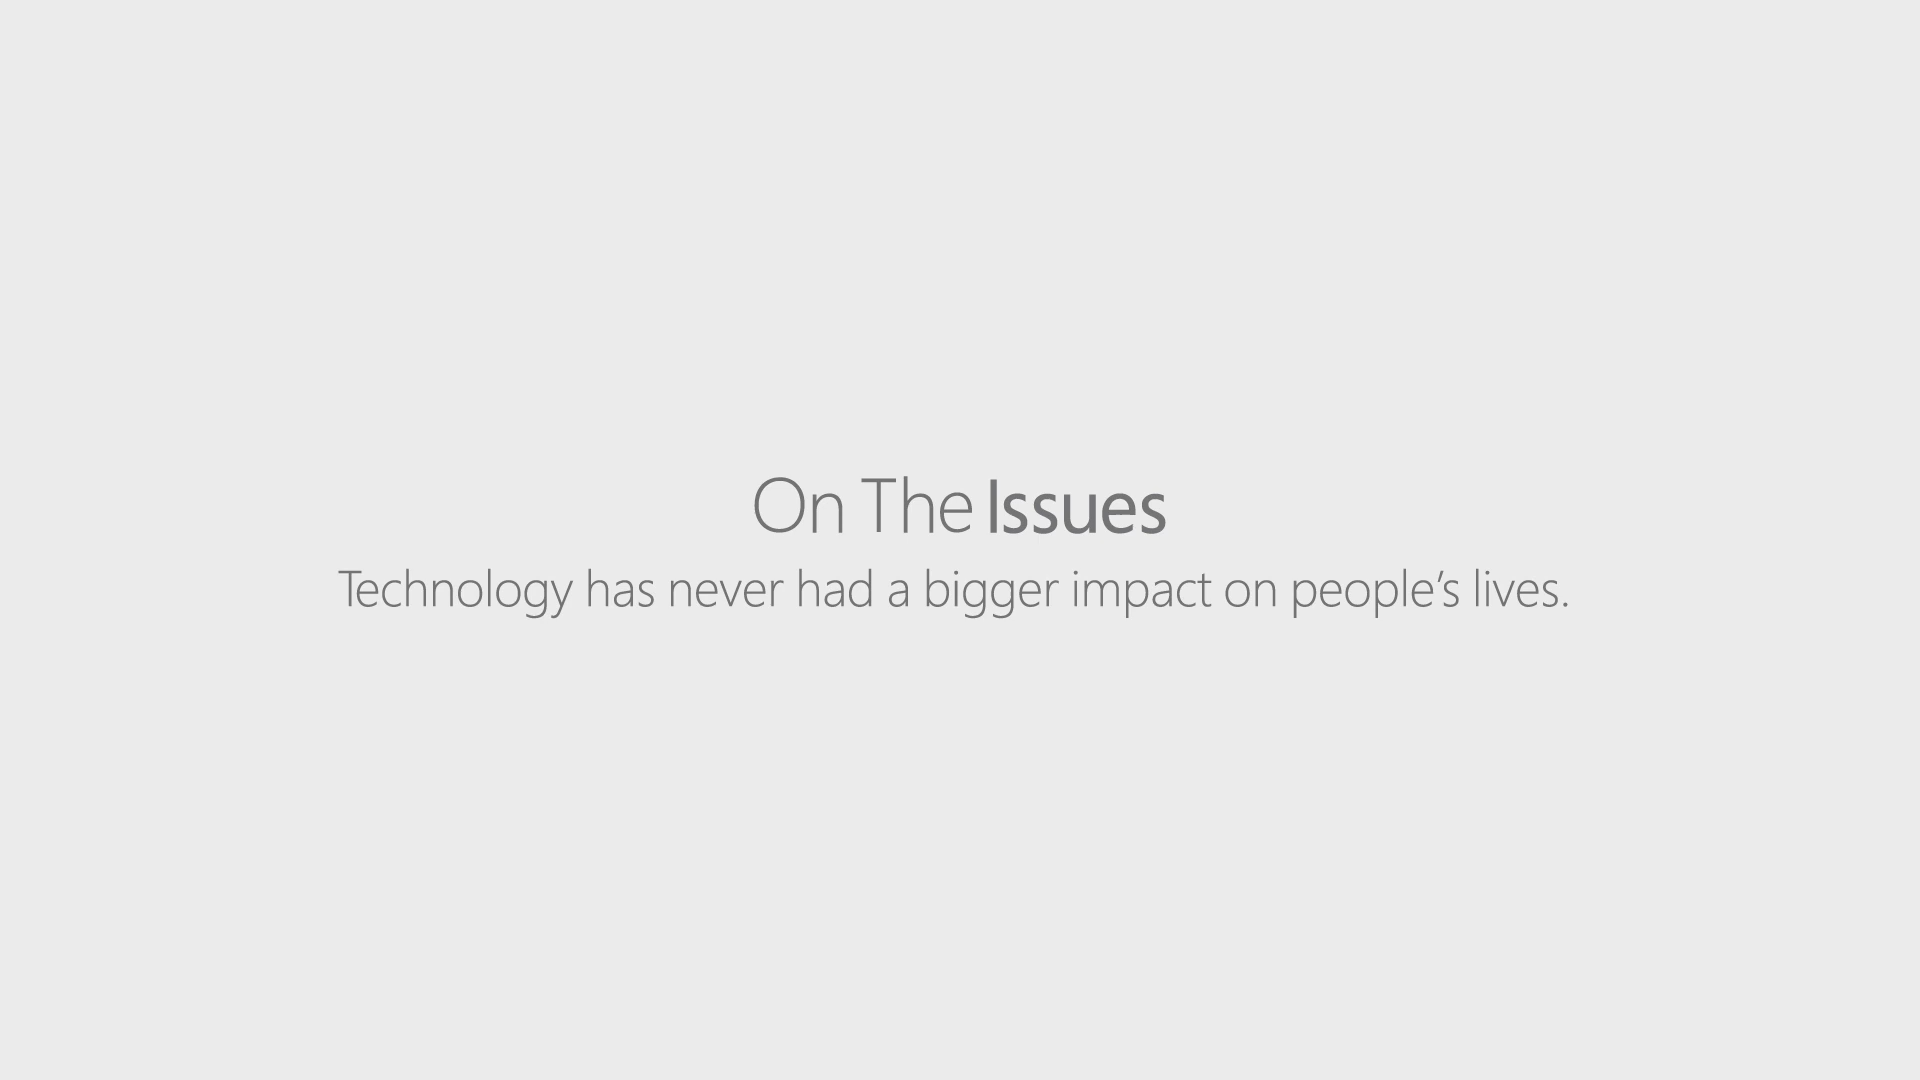 On The Issues
Technology has never had a bigger impact on people’s lives.